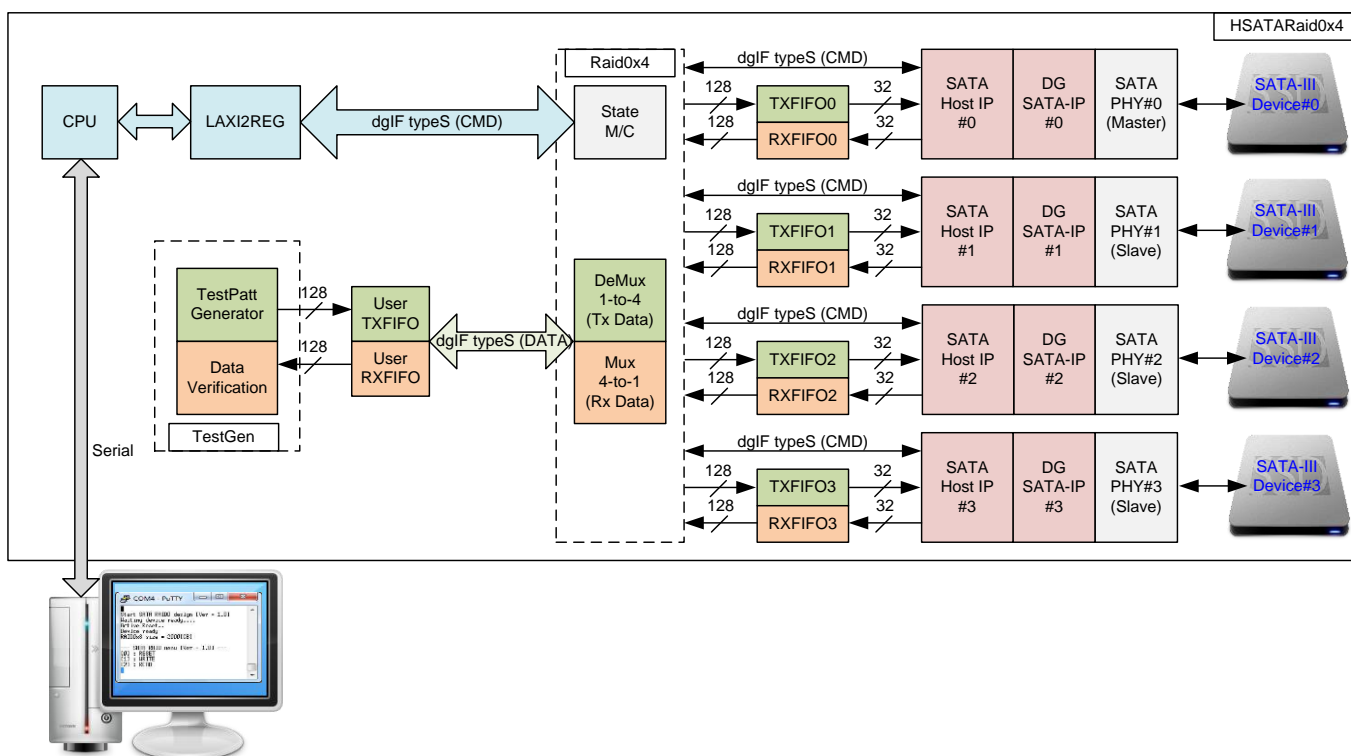 HSATARaid0x4
Raid0x4
CPU
LAXI2REG
dgIF typeS (CMD)
State
M/C
dgIF typeS (CMD)
128
TXFIFO0
32
128
RXFIFO0
32
SATA
Host IP
#0
DG
SATA-IP
#0
SATA
PHY#0
(Master)
SATA-III
Device#0
dgIF typeS (CMD)
128
TXFIFO1
32
128
RXFIFO1
32
SATA
Host IP
#1
DG
SATA-IP
#1
SATA
PHY#1
(Slave)
SATA-III
Device#1
TestPatt
Generator
128
User
TXFIFO
dgIF typeS (DATA)
DeMux
1-to-4
(Tx Data)
Data
Verification
128
User
RXFIFO
Mux
4-to-1
(Rx Data)
TestGen
dgIF typeS (CMD)
128
TXFIFO2
32
128
RXFIFO2
32
SATA
Host IP
#2
DG
SATA-IP
#2
SATA
PHY#2
(Slave)
SATA-III
Device#2
dgIF typeS (CMD)
128
TXFIFO3
32
128
RXFIFO3
32
SATA
Host IP
#3
DG
SATA-IP
#3
SATA
PHY#3
(Slave)
SATA-III
Device#3
Serial
COM4 - PuTTY
Device ready